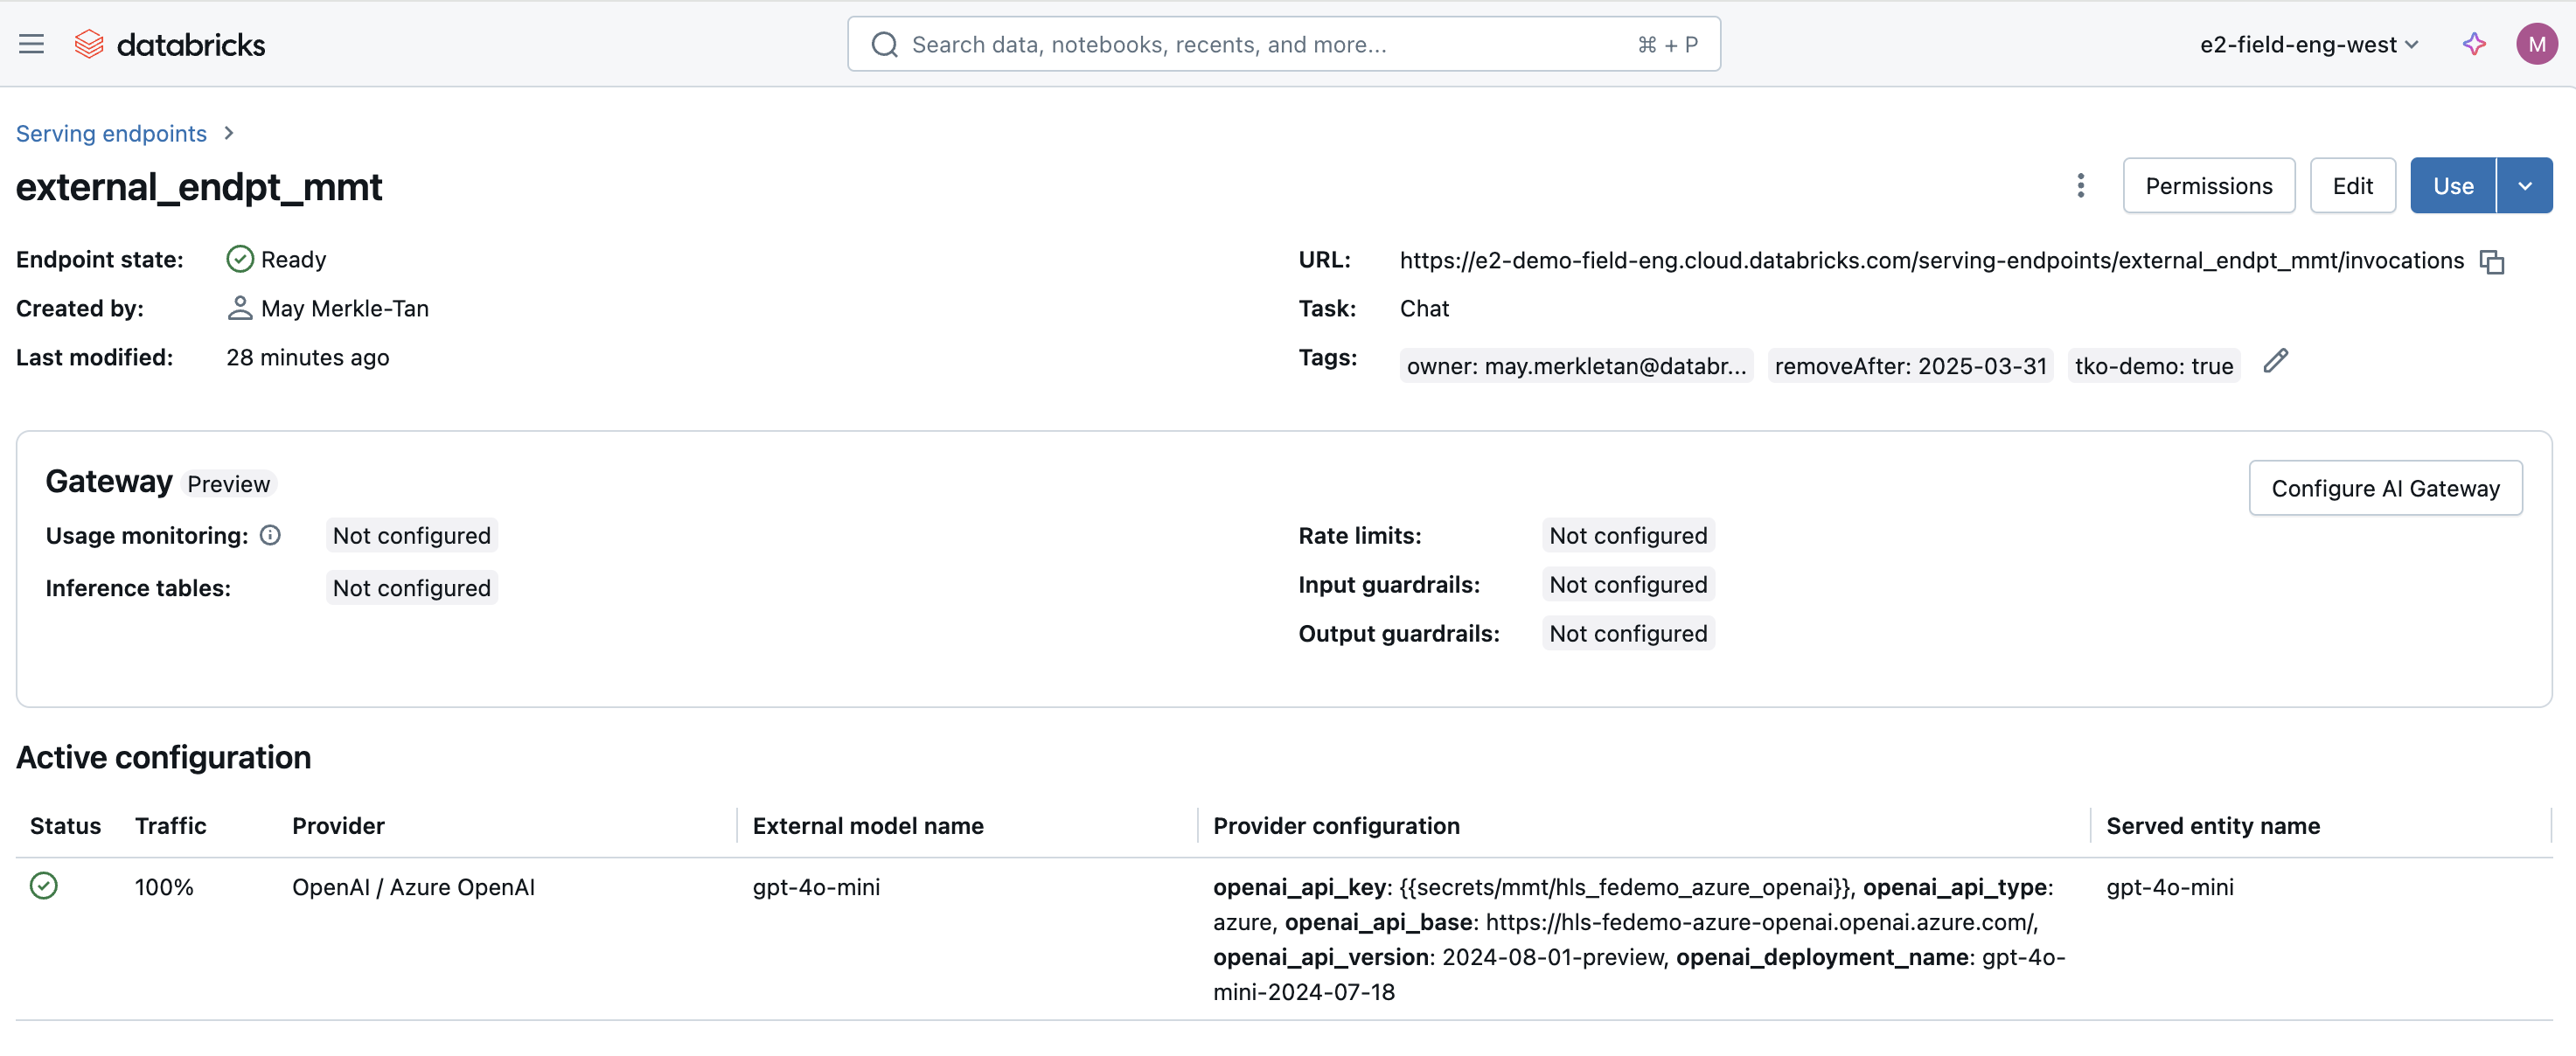 databricks
Search data, notebooks, recents, and more...
⌘ + P
e2-field-eng-west
M
Serving endpoints
external_endpt_mmt
Permissions
Edit
Use
Endpoint state: Ready
Created by: May Merkle-Tan
Last modified: 28 minutes ago
URL: https://e2-demo-field-eng.cloud.databricks.com/serving-endpoints/external_endpt_mmt/invocations
Task: Chat
Tags: owner: may.merkletan@databr... removeAfter: 2025-03-31 tko-demo: true
Gateway Preview
Configure AI Gateway
Usage monitoring: Not configured
Inference tables: Not configured
Rate limits: Not configured
Input guardrails: Not configured
Output guardrails: Not configured
Active configuration
Status Traffic Provider External model name Provider configuration Served entity name
100% OpenAI / Azure OpenAI gpt-4o-mini openai_api_key: {{secrets/mmt/hls_fedemo_azure_openai}}, openai_api_type: gpt-4o-mini
azure, openai_api_base: https://hls-fedemo-azure-openai.openai.azure.com/,
openai_api_version: 2024-08-01-preview, openai_deployment_name: gpt-4o-
mini-2024-07-18